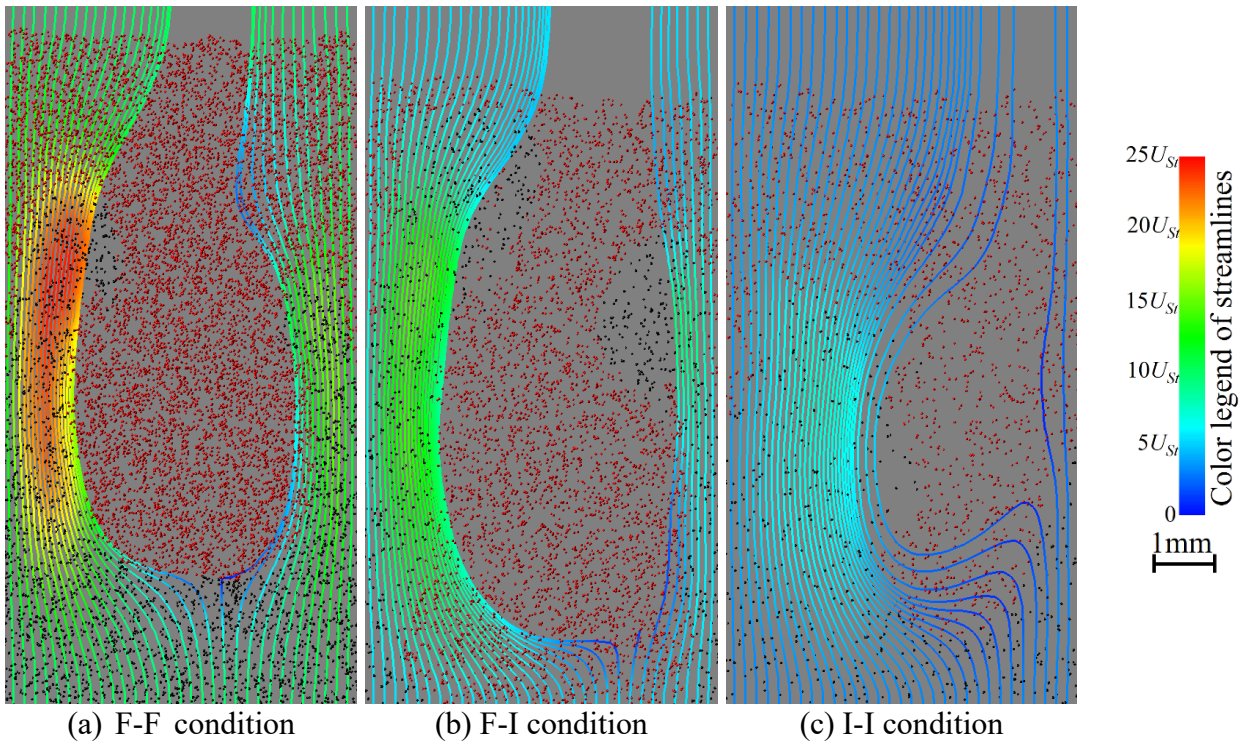 25U_St
20U_St
15U_St
10U_St
5U_St
0
Color legend of streamlines
1mm
(a) F-F condition
(b) F-I condition
(c) I-I condition